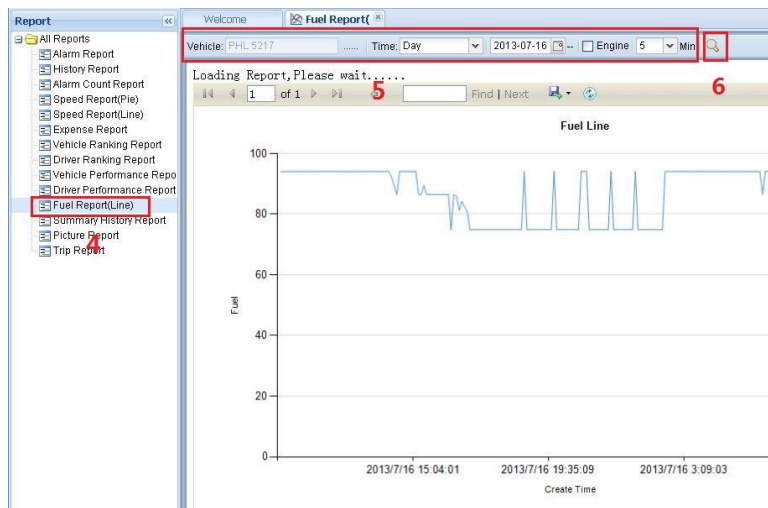 Report
All Reports
Alarm Report
History Report
Alarm Count Report
Speed Report(Pie)
Speed Report(Line)
Expense Report
Vehicle Ranking Report
Driver Ranking Report
Vehicle Performance Repo
Driver Performance Report
Fuel Report(Line)
Summary History Report
Picture Report
Trip Report
4
Welcome
Fuel Report(
Vehicle: PHL 5217 ...... Time: Day 2013-07-16 -- Engine 5 Min
Loading Report,Please wait......
5
6
1 of 1 Find | Next
Fuel Line
100
80
60
40
20
0
Fuel
2013/7/16 15:04:01 2013/7/16 19:35:09 2013/7/16 3:09:03
Create Time